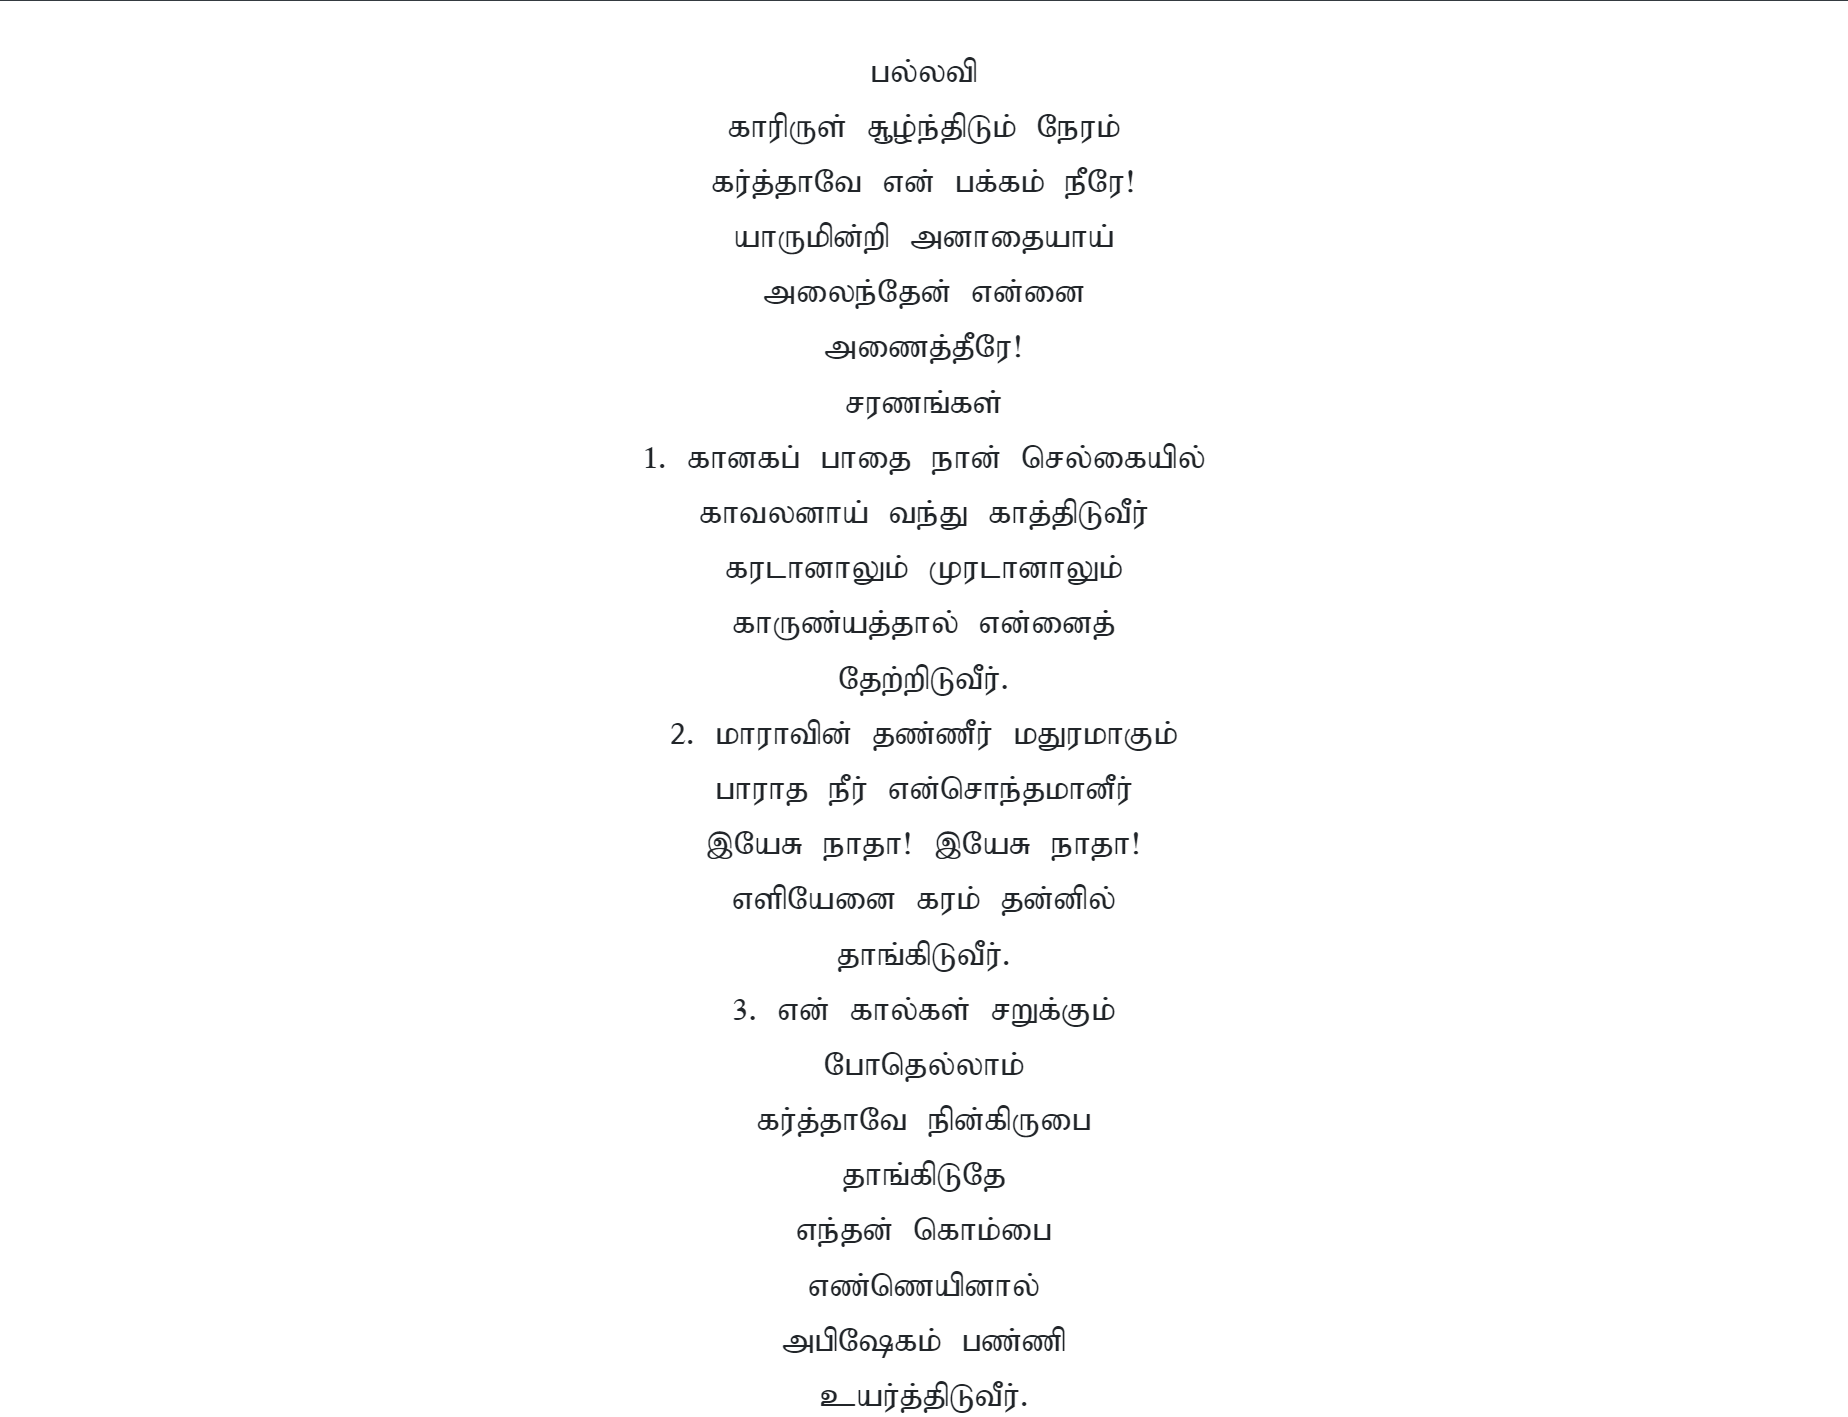 பல்லவி
காரிருள் சூழ்ந்திடும் நேரம்
கர்த்தாவே என் பக்கம் நீரே!
யாருமின்றி அனாதையாய்
அலைந்தேன் என்னை
அணைத்தீரே!
சரணங்கள்
1. கானகப் பாதை நான் செல்கையில்
காவலனாய் வந்து காத்திடுவீர்
கரடானாலும் முரடானாலும்
காருண்யத்தால் என்னைத்
தேற்றிடுவீர்.
2. மாராவின் தண்ணீர் மதுரமாகும்
பாராத நீர் என்சொந்தமானீர்
இயேசு நாதா! இயேசு நாதா!
எளியேனை கரம் தன்னில்
தாங்கிடுவீர்.
3. என் கால்கள் சறுக்கும்
போதெல்லாம்
கர்த்தாவே நின்கிருபை
தாங்கிடுதே
எந்தன் கொம்பை
எண்ணெயினால்
அபிஷேகம் பண்ணி
உயர்த்திடுவீர்.